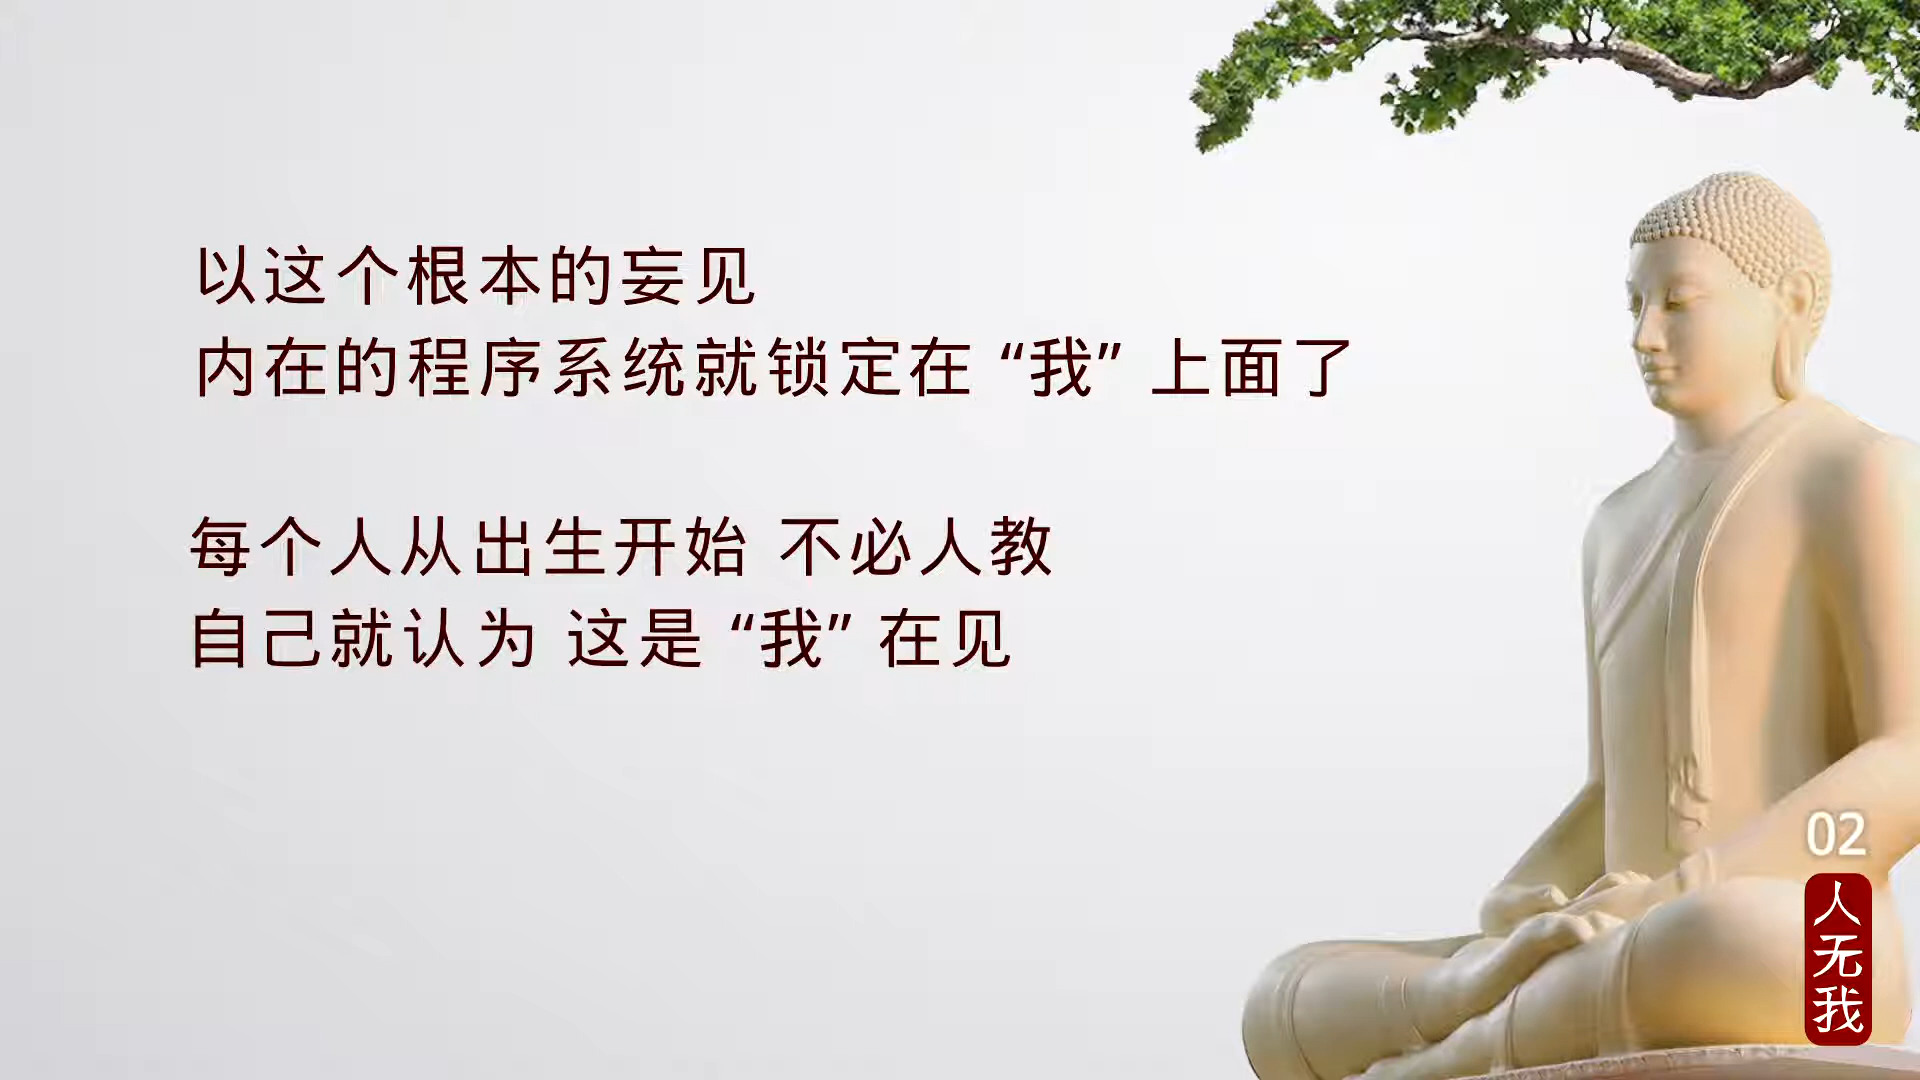 以这个根本的妄见
内在的程序系统就锁定在 “我” 上面了
每个人从出生开始 不必人教
自己就认为 这是 “我” 在见
02
人无我